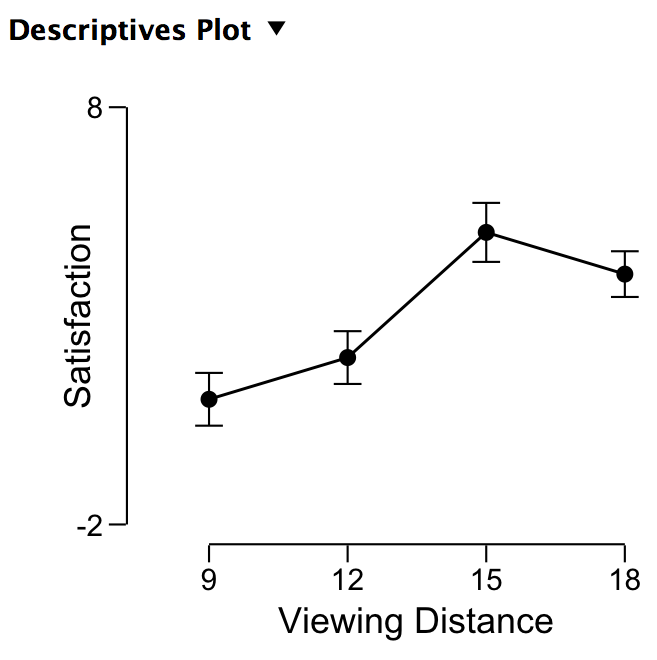 Descriptives Plot ▼
8
Satisfaction
-2
9 12 15 18
Viewing Distance